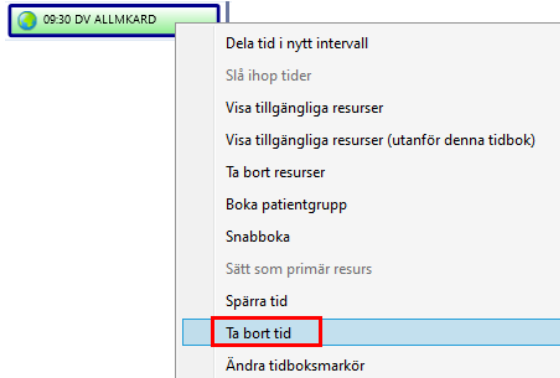 09:30 DV ALLMKARD
Dela tid i nytt intervall
Slå ihop tider
Visa tillgängliga resurser
Visa tillgängliga resurser (utanför denna tidbok)
Ta bort resurser
Boka patientgrupp
Snabboka
Sätt som primär resurs
Spärra tid
Ta bort tid
Ändra tidboksmarkör